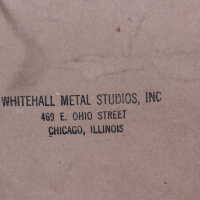 WHITEHALL METAL STUDIOS, INC
469 E. OHIO STREET
CHICAGO, ILLINOIS